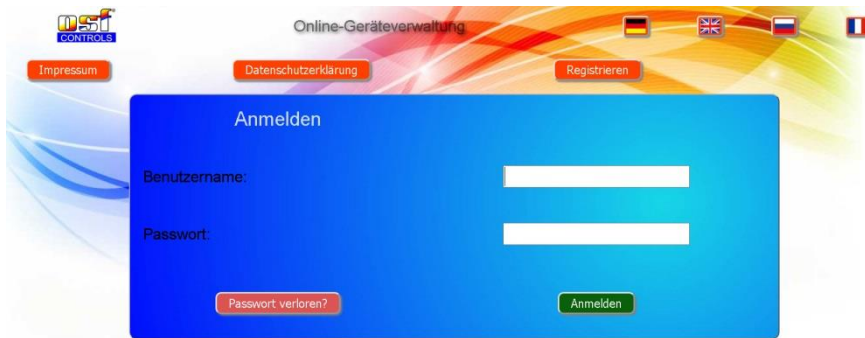 osf®
CONTROLS
Online-Geräteverwaltung
Impressum
Datenschutzerklärung
Registrieren
Anmelden
Benutzername:
Passwort:
Passwort verloren?
Anmelden